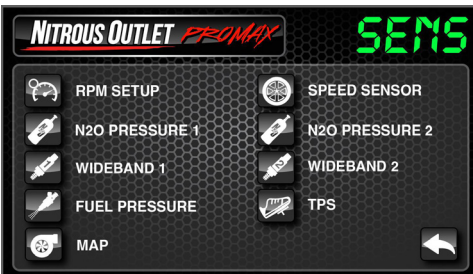 NITROUS OUTLET PROMAX
SENS
RPM SETUP
SPEED SENSOR
N2O PRESSURE 1
N2O PRESSURE 2
WIDEBAND 1
WIDEBAND 2
FUEL PRESSURE
TPS
MAP